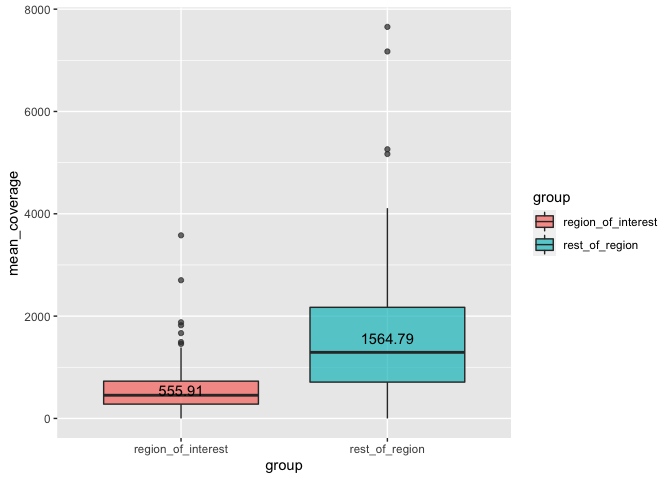 8000
6000
4000
2000
0
mean_coverage
555.91
1564.79
region_of_interest
rest_of_region
group
group
region_of_interest
rest_of_region